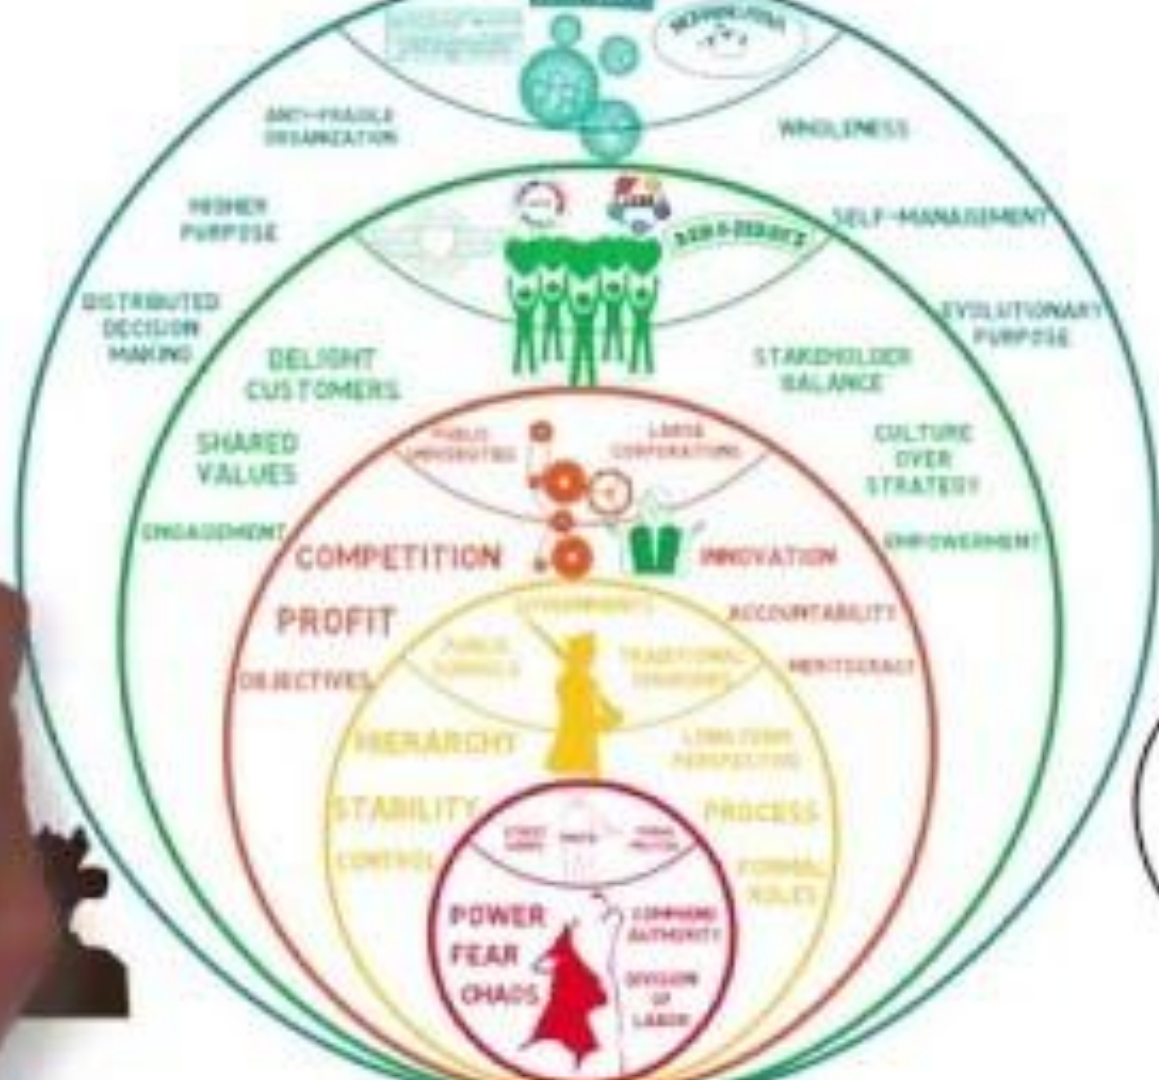 ANTI-FRAGILE
ORGANIZATION
WHOLENESS
HIGHER
PURPOSE
SELF-MANAGEMENT
DISTRIBUTED
DECISION
MAKING
EVOLUTIONARY
PURPOSE
DELIGHT
CUSTOMERS
STAKEHOLDER
BALANCE
SHARED
VALUES
CULTURE
OVER
STRATEGY
ENGAGEMENT
EMPOWERMENT
PUBLIC
UNIVERSITIES
LARGE
CORPORATIONS
COMPETITION
INNOVATION
PROFIT
ACCOUNTABILITY
OBJECTIVES
MERITOCRACY
GOVERNMENTS
PUBLIC
SCHOOLS
TRADITIONAL
HIERARCHY
LONG-TERM
PERSPECTIVE
STABILITY
PROCESS
CONTROL
FORMAL
ROLES
POWER
FEAR
CHAOS
COMMAND
AUTHORITY
DIVISION
OF
LABOR